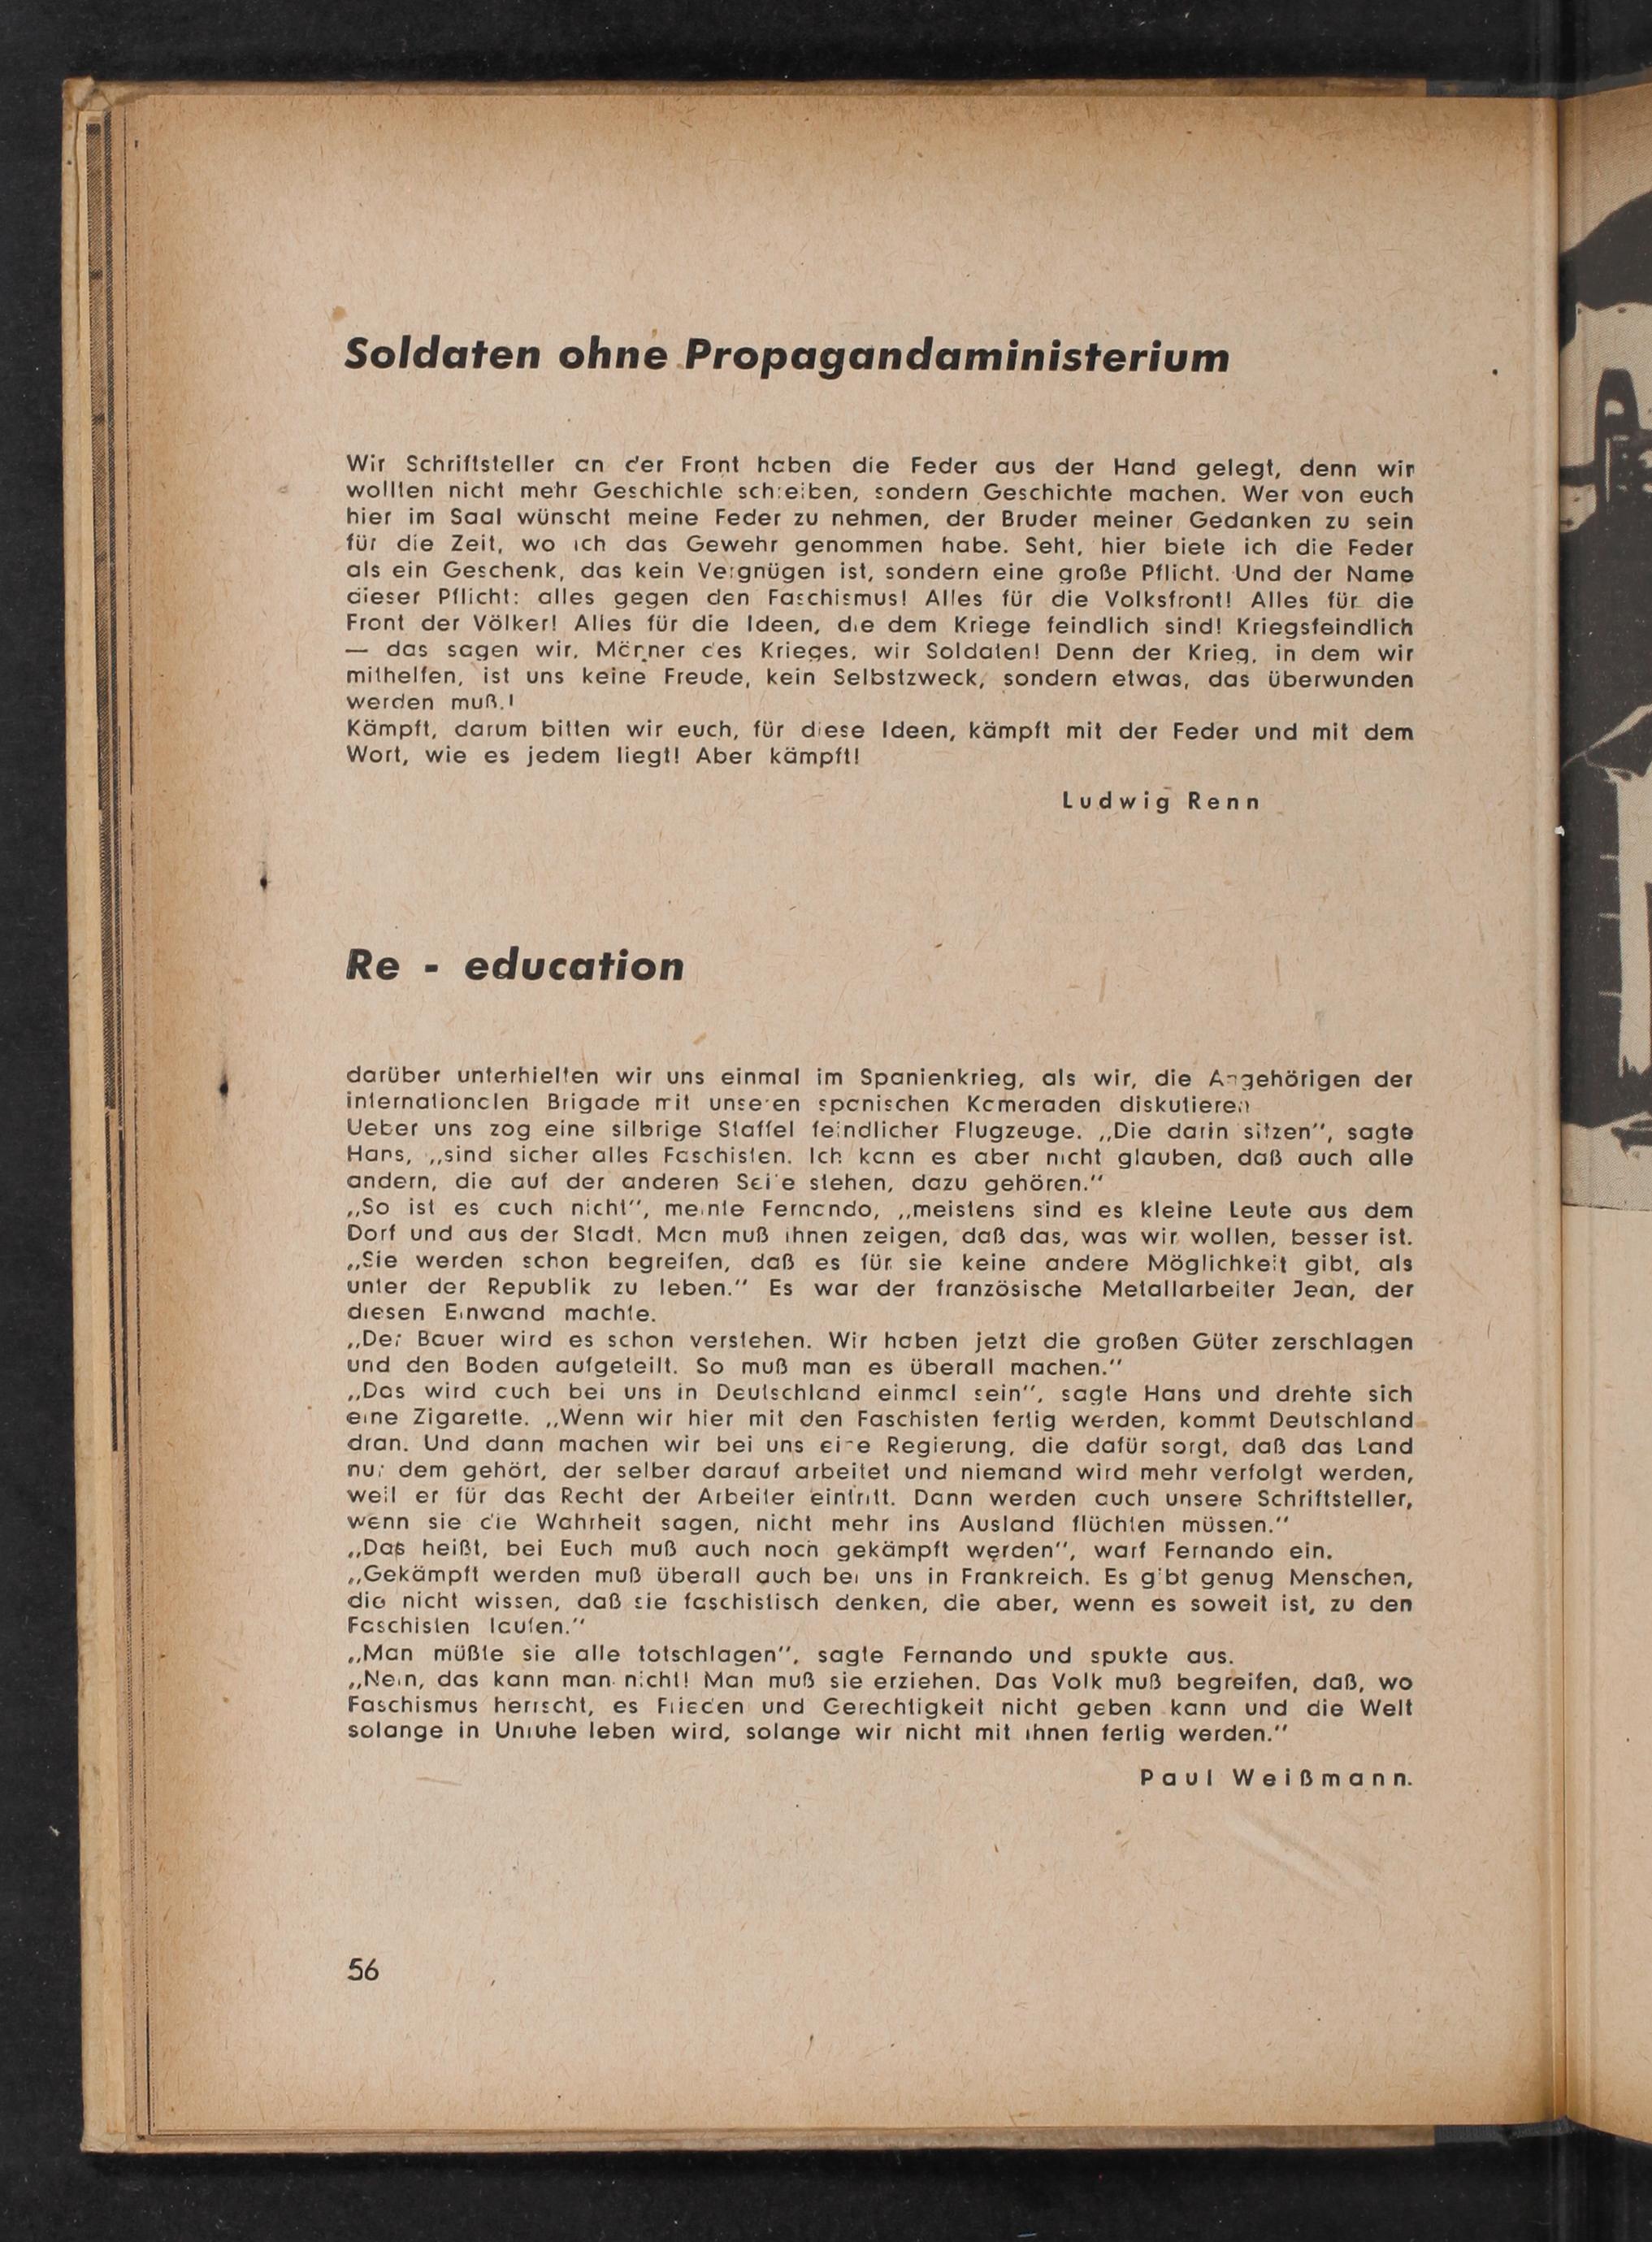 Soldaten ohne Propagandaministerium
Wir Schriftsteller an der Front haben die Feder aus der Hand gelegt, denn wir
wollten nicht mehr Geschichte schreiben, sondern Geschichte machen. Wer von euch
hier im Saal wünscht meine Feder zu nehmen, der Bruder meiner Gedanken zu sein
für die Zeit, wo ich das Gewehr genommen habe. Seht, hier biete ich die Feder
als ein Geschenk, das kein Vergnügen ist, sondern eine große Pflicht. Und der Name
dieser Pflicht: alles gegen den Faschismus! Alles für die Volksfront! Alles für die
Front der Völker! Alles für die Ideen, die dem Kriege feindlich sind! Kriegsfeindlich
— das sagen wir, Männer des Krieges, wir Soldaten! Denn der Krieg, in dem wir
mithelfen, ist uns keine Freude, kein Selbstzweck, sondern etwas, das überwunden
werden muß.!
Kämpft, darum bitten wir euch, für diese Ideen, kämpft mit der Feder und mit dem
Wort, wie es jedem liegt! Aber kämpft!
Ludwig Renn
Re - education
darüber unterhielten wir uns einmal im Spanienkrieg, als wir, die Angehörigen der
internationalen Brigade mit unseren spanischen Kameraden diskutieren
Ueber uns zog eine silbrige Staffel feindlicher Flugzeuge. „Die darin sitzen“, sagte
Hans, „sind sicher alles Faschisten. Ich kann es aber nicht glauben, daß auch alle
andern, die auf der anderen Seite stehen, dazu gehören.“
„So ist es auch nicht“, meinte Fernando, „meistens sind es kleine Leute aus dem
Dorf und aus der Stadt. Man muß ihnen zeigen, daß das, was wir wollen, besser ist.
„Sie werden schon begreifen, daß es für sie keine andere Möglichkeit gibt, als
unter der Republik zu leben.“ Es war der französische Metallarbeiter Jean, der
diesen Einwand machte.
„Der Bauer wird es schon verstehen. Wir haben jetzt die großen Güter zerschlagen
und den Boden aufgeteilt. So muß man es überall machen.“
„Das wird auch bei uns in Deutschland einmal sein“, sagte Hans und drehte sich
eine Zigarette. „Wenn wir hier mit den Faschisten fertig werden, kommt Deutschland
dran. Und dann machen wir bei uns eine Regierung, die dafür sorgt, daß das Land
nur dem gehört, der selber darauf arbeitet und niemand wird mehr verfolgt werden,
weil er für das Recht der Arbeiter eintritt. Dann werden auch unsere Schriftsteller,
wenn sie die Wahrheit sagen, nicht mehr ins Ausland flüchten müssen.“
„Das heißt, bei Euch muß auch noch gekämpft werden“, warf Fernando ein.
„Gekämpft werden muß überall auch bei uns in Frankreich. Es gibt genug Menschen,
die nicht wissen, daß sie faschistisch denken, die aber, wenn es soweit ist, zu den
Faschisten laufen.“
„Man müßte sie alle totschlagen“, sagte Fernando und spukte aus.
„Nein, das kann man nicht! Man muß sie erziehen. Das Volk muß begreifen, daß, wo
Faschismus herrscht, es Frieden und Gerechtigkeit nicht geben kann und die Welt
solange in Unruhe leben wird, solange wir nicht mit ihnen fertig werden.“
Paul Weißmann.
56